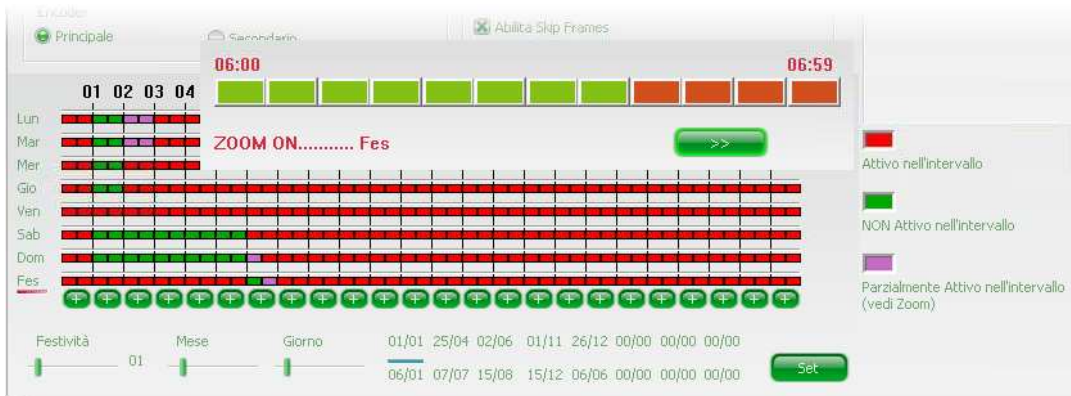 Encoder
Principale
Secondario
Abilita Skip Frames
06:00 06:59
01 02 03 04
ZOOM ON.......... Fes
>>
Lun
Mar
Mer
Gio
Ven
Sab
Dom
Fes
Attivo nell'intervallo
NON Attivo nell'intervallo
Parzialmente Attivo nell'intervallo
(vedi Zoom)
+ + + + + + + + + + + + + + + + + + + + + + + +
Festività 01 Mese Giorno
01/01 25/04 02/06 01/11 26/12 00/00 00/00 00/00
06/01 07/07 15/08 15/12 06/06 00/00 00/00 00/00
Set